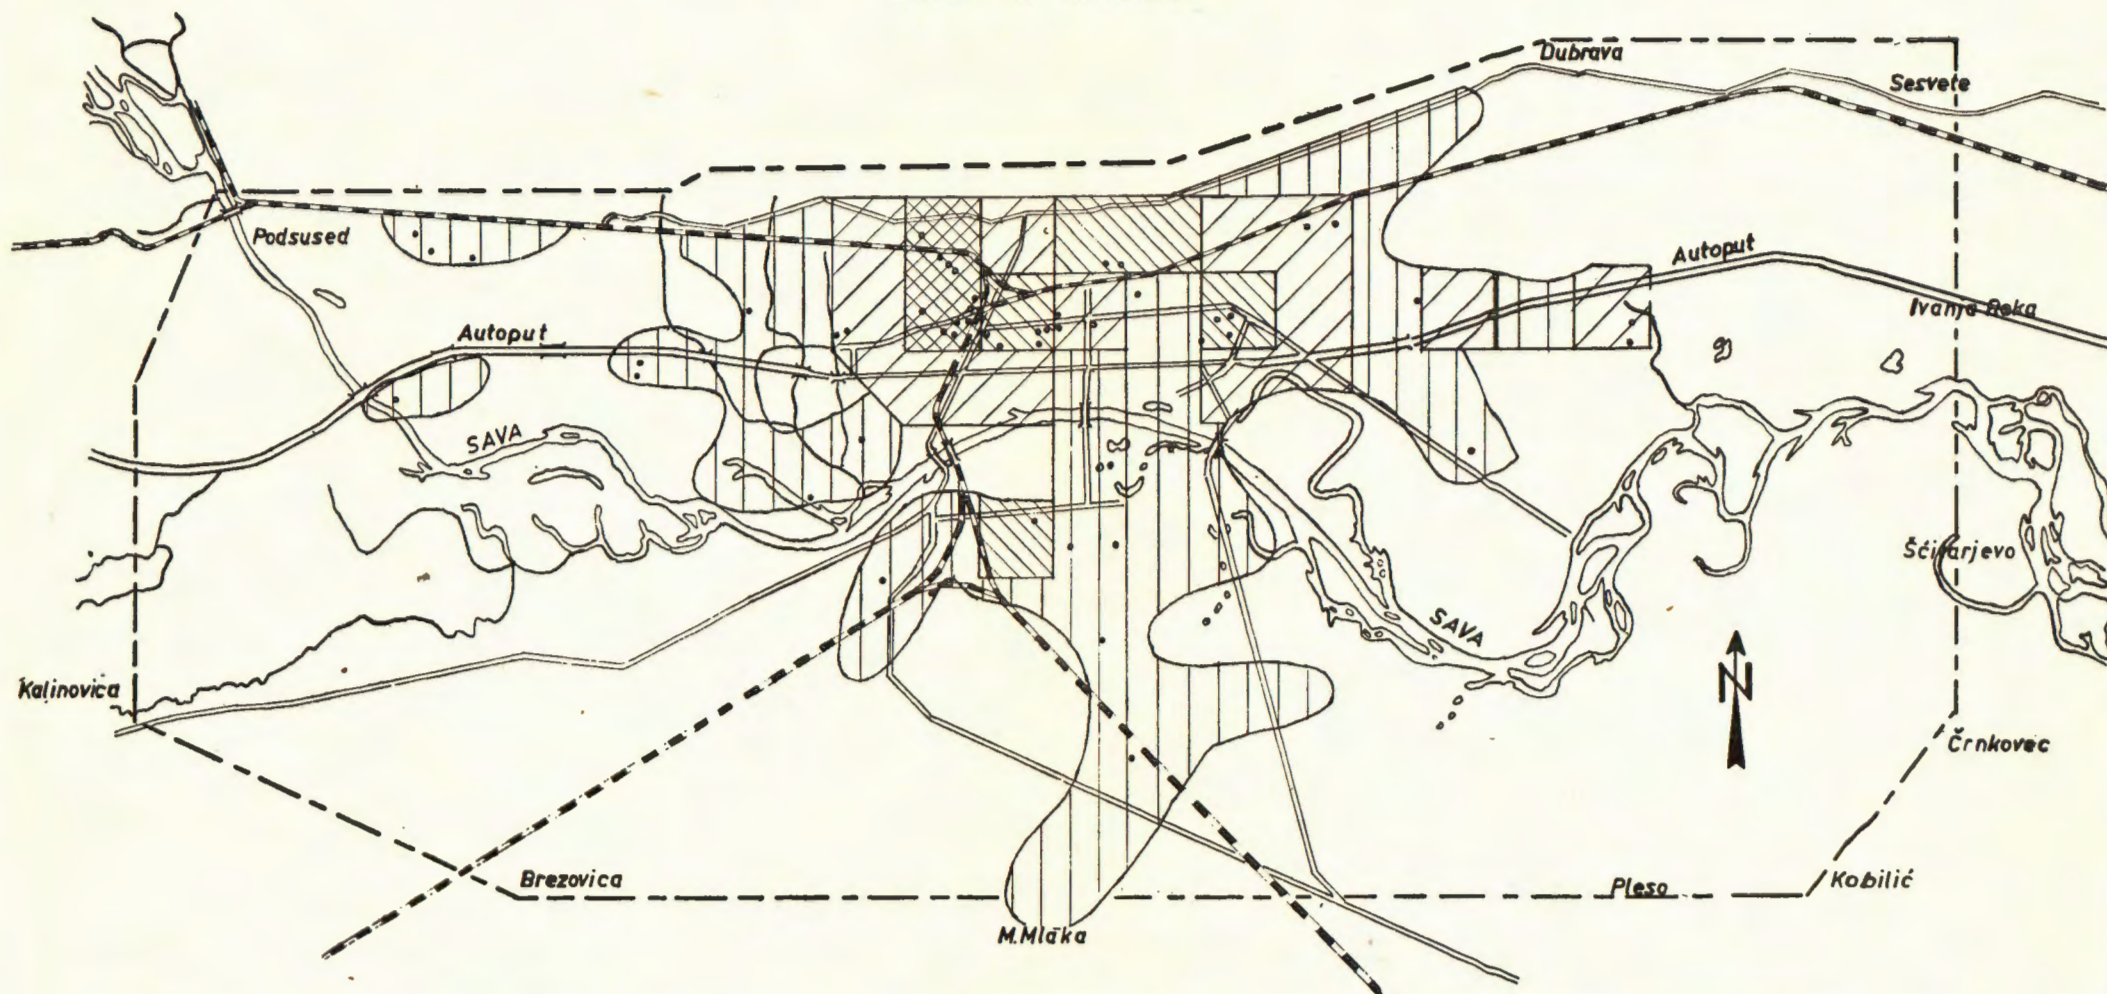 Dubrava
Sesvete
Podsused
Autoput
Autoput
Ivanja Reka
SAVA
Šćitarjevo
SAVA
N
Kalinovica
Črnkovec
Brezovica
Pleso
Kobilić
M.Mlaka